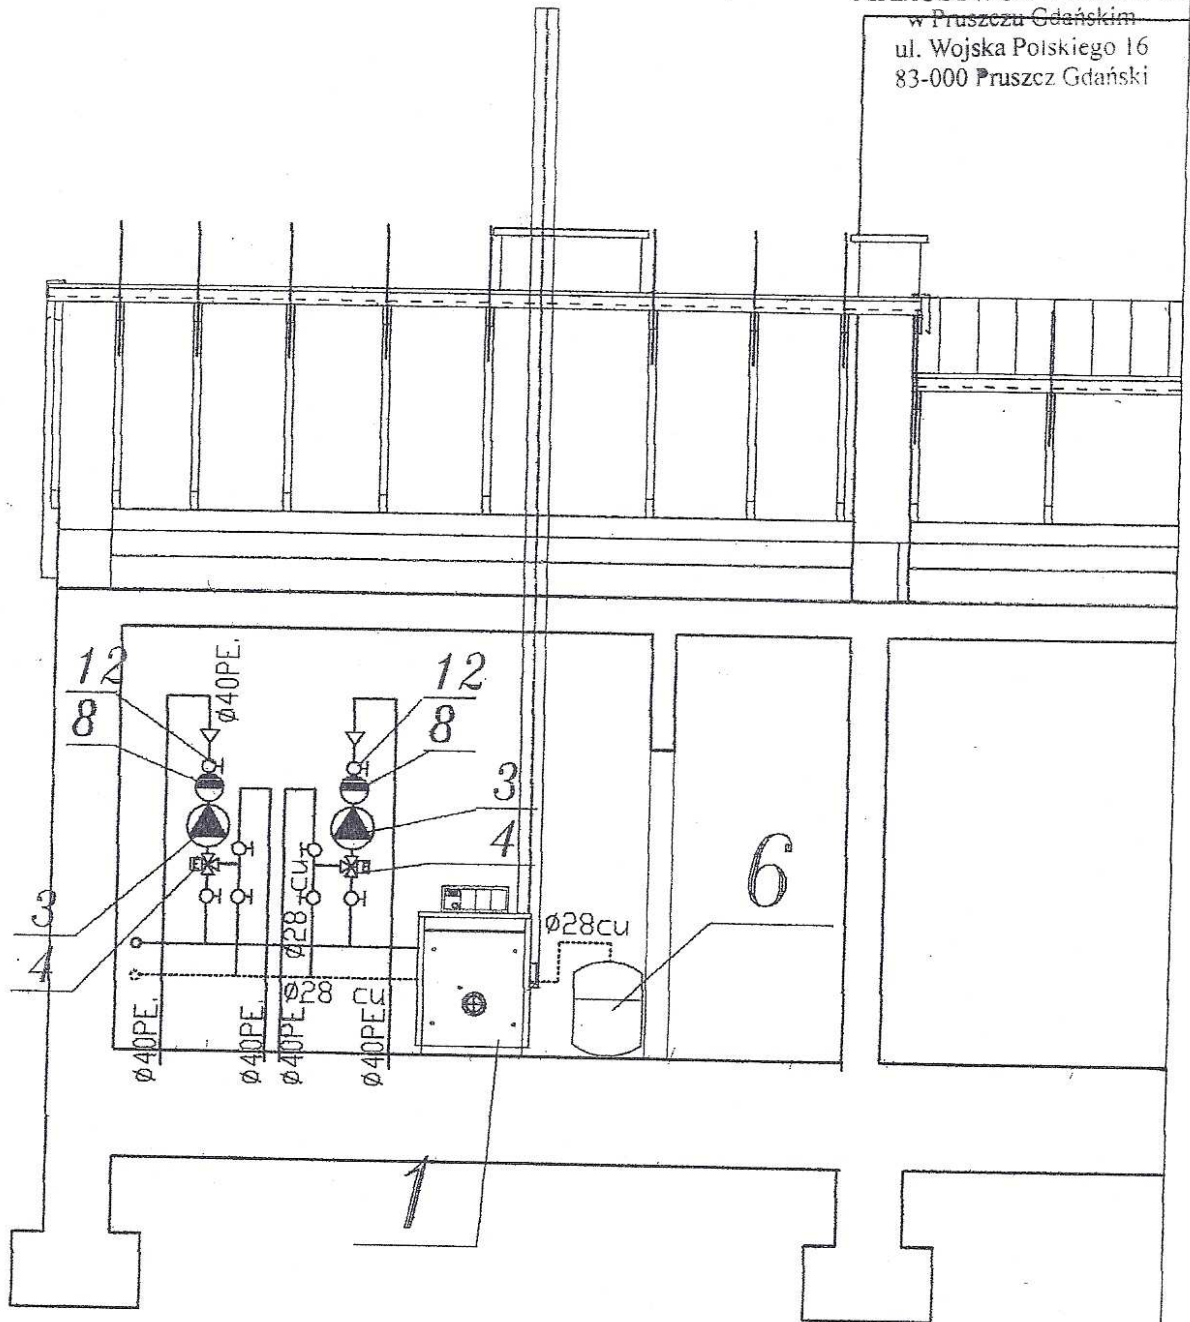 w Pruszczu Gdańskim
ul. Wojska Polskiego 16
83-000 Pruszcz Gdański
12
8
ø40PE.
12
8
3
4
3
4
ø28 cu
ø28 cu
ø28cu
6
ø40PE.
ø40PE.
ø40PE.
ø40PE.
1